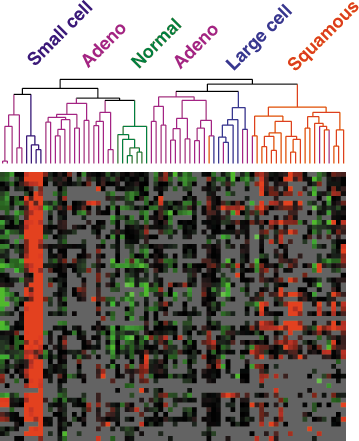 Small cell
Adeno
Normal
Adeno
Large cell
Squamous